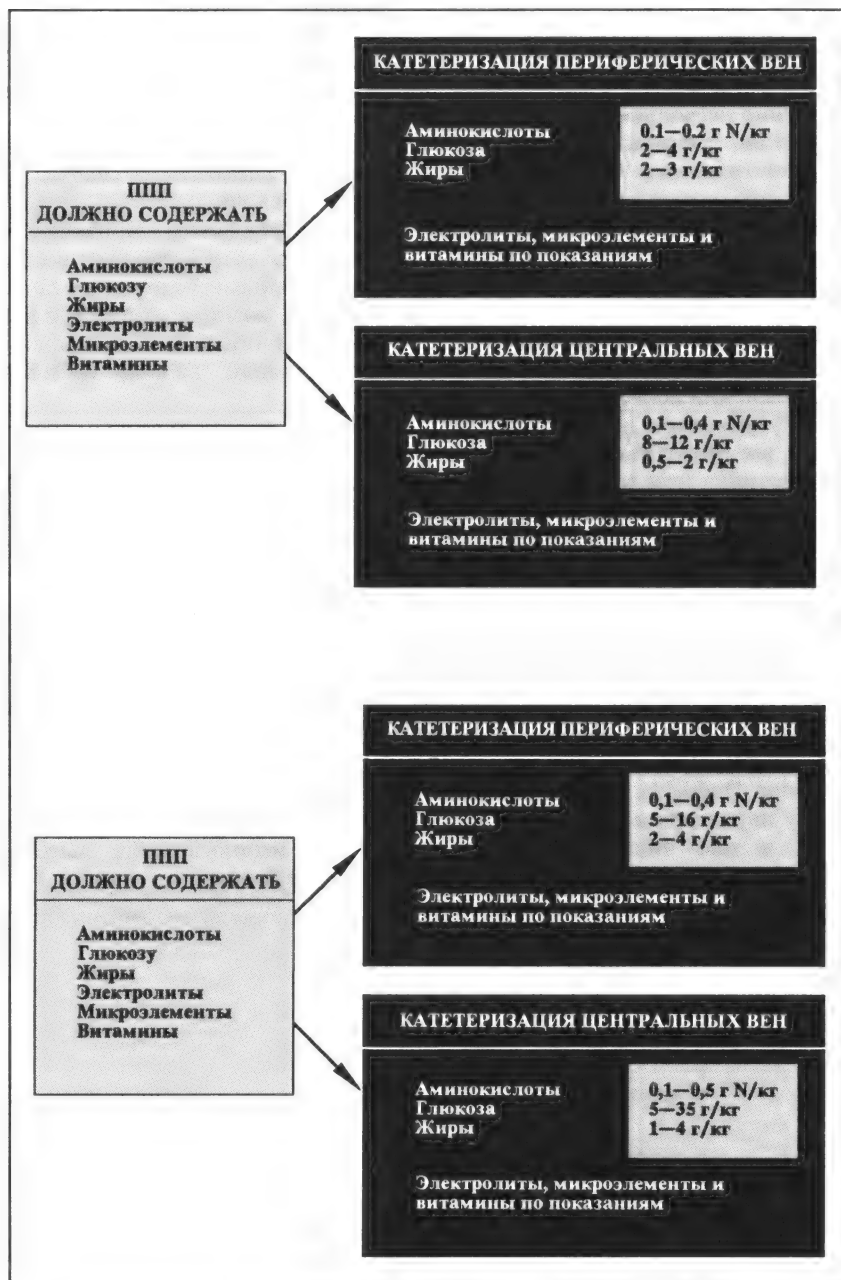 ППП
ДОЛЖНО СОДЕРЖАТЬ
Аминокислоты
Глюкозу
Жиры
Электролиты
Микроэлементы
Витамины
КАТЕТЕРИЗАЦИЯ ПЕРИФЕРИЧЕСКИХ ВЕН
Аминокислоты 0.1—0.2 г N/кг
Глюкоза 2—4 г/кг
Жиры 2—3 г/кг
Электролиты, микроэлементы и
витамины по показаниям
КАТЕТЕРИЗАЦИЯ ЦЕНТРАЛЬНЫХ ВЕН
Аминокислоты 0,1—0,4 г N/кг
Глюкоза 8—12 г/кг
Жиры 0,5—2 г/кг
Электролиты, микроэлементы и
витамины по показаниям
ППП
ДОЛЖНО СОДЕРЖАТЬ
Аминокислоты
Глюкозу
Жиры
Электролиты
Микроэлементы
Витамины
КАТЕТЕРИЗАЦИЯ ПЕРИФЕРИЧЕСКИХ ВЕН
Аминокислоты 0,1—0,4 г N/кг
Глюкоза 5—16 г/кг
Жиры 2—4 г/кг
Электролиты, микроэлементы и
витамины по показаниям
КАТЕТЕРИЗАЦИЯ ЦЕНТРАЛЬНЫХ ВЕН
Аминокислоты 0,1—0,5 г N/кг
Глюкоза 5—35 г/кг
Жиры 1—4 г/кг
Электролиты, микроэлементы и
витамины по показаниям